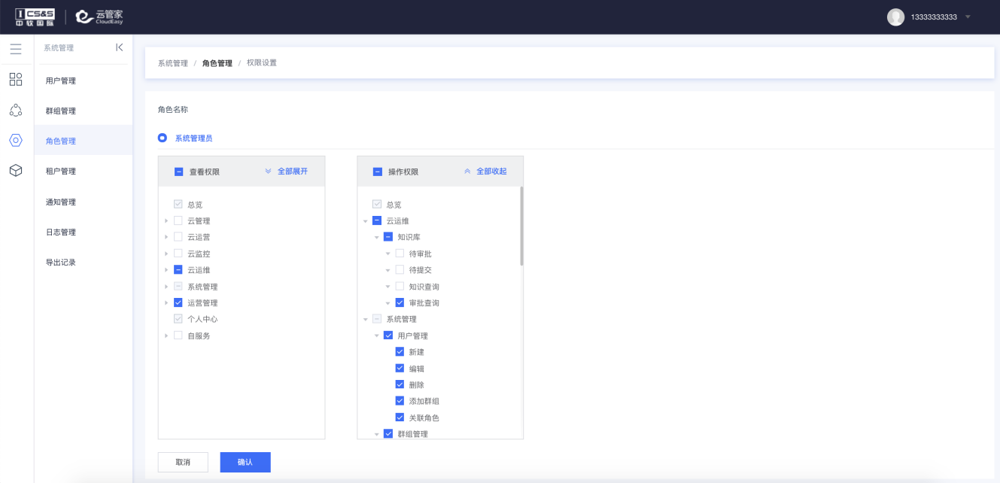 CS&S
中软国际
云管家
CloudEasy
13333333333
系统管理
用户管理
群组管理
角色管理
租户管理
通知管理
日志管理
导出记录
系统管理 / 角色管理 / 权限设置
角色名称
系统管理员
查看权限 全部展开
总览
云管理
云运营
云监控
云运维
系统管理
运营管理
个人中心
自服务
操作权限 全部收起
总览
云运维
知识库
待审批
待提交
知识查询
审批查询
系统管理
用户管理
新建
编辑
删除
添加群组
关联角色
群组管理
取消 确认